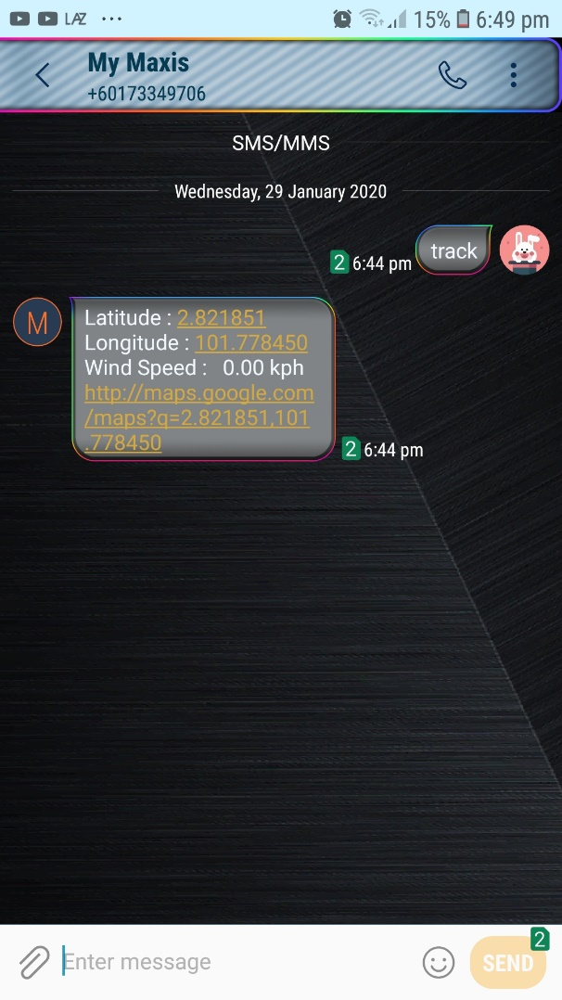 LAZ ... 15% 6:49 pm
My Maxis
+60173349706
SMS/MMS
Wednesday, 29 January 2020
2 6:44 pm track
M
Latitude : 2.821851
Longitude : 101.778450
Wind Speed : 0.00 kph
http://maps.google.com
/maps?q=2.821851,101
.778450
2 6:44 pm
Enter message
SEND 2